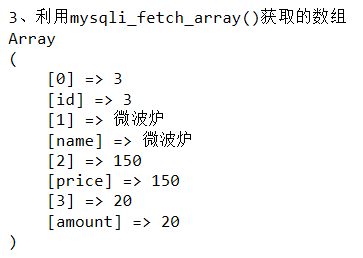 3、利用mysqli_fetch_array()获取的数组
Array
(
    [0] => 3
    [id] => 3
    [1] => 微波炉
    [name] => 微波炉
    [2] => 150
    [price] => 150
    [3] => 20
    [amount] => 20
)